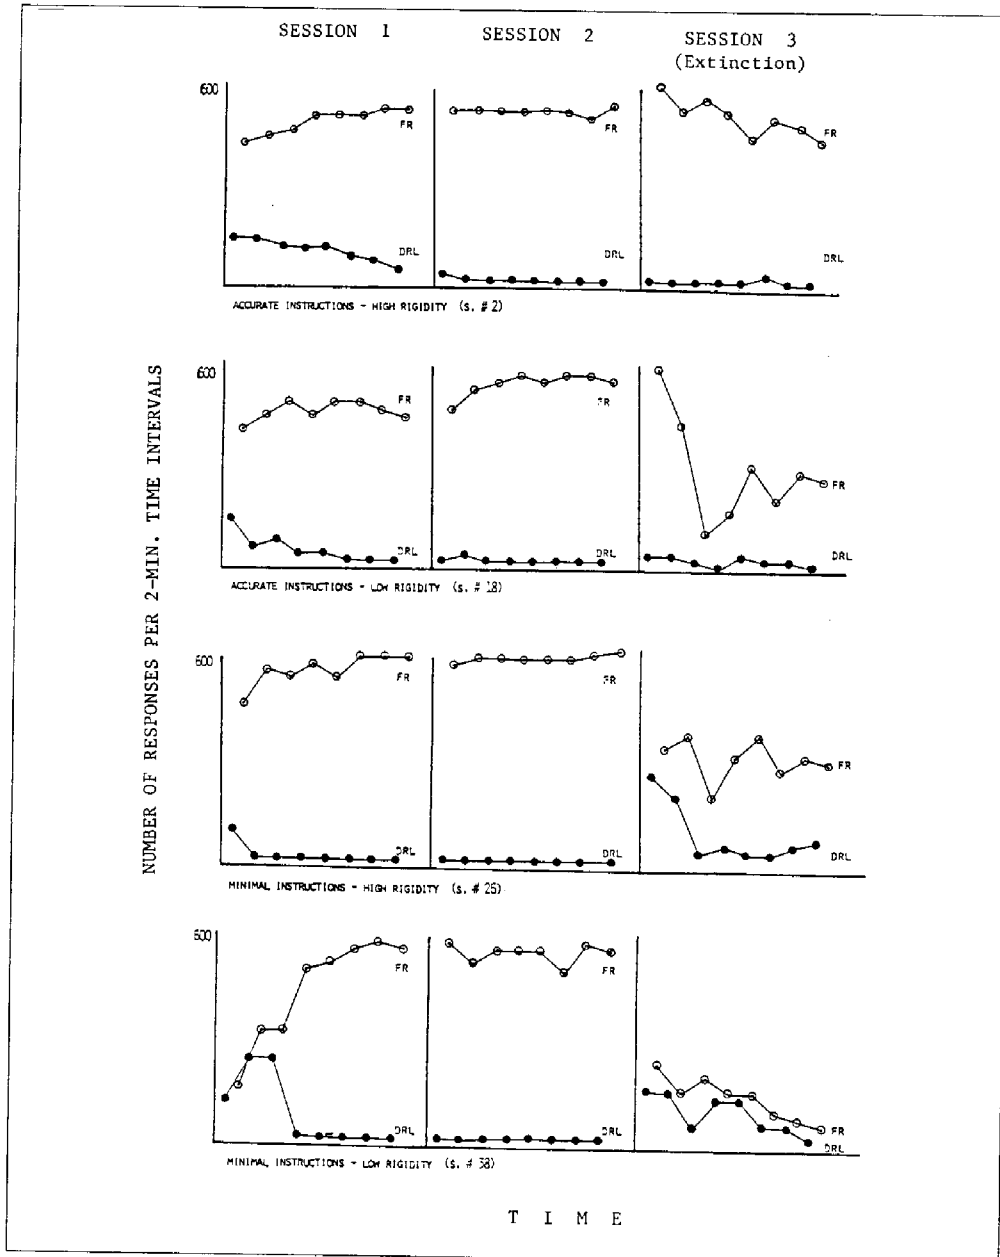 SESSION 1 SESSION 2 SESSION 3
(Extinction)
NUMBER OF RESPONSES PER 2-MIN. TIME INTERVALS
600
FR FR FR
DRL DRL DRL
ACCURATE INSTRUCTIONS - HIGH RIGIDITY (s. # 2)
600
FR FR FR
DRL DRL DRL
ACCURATE INSTRUCTIONS - LOW RIGIDITY (s. # 18)
600
FR FR FR
DRL DRL DRL
MINIMAL INSTRUCTIONS - HIGH RIGIDITY (s. #
600
FR FR FR
DRL DRL DRL
MINIMAL INSTRUCTIONS - LOW RIGIDITY (s. # 38)
T I M E